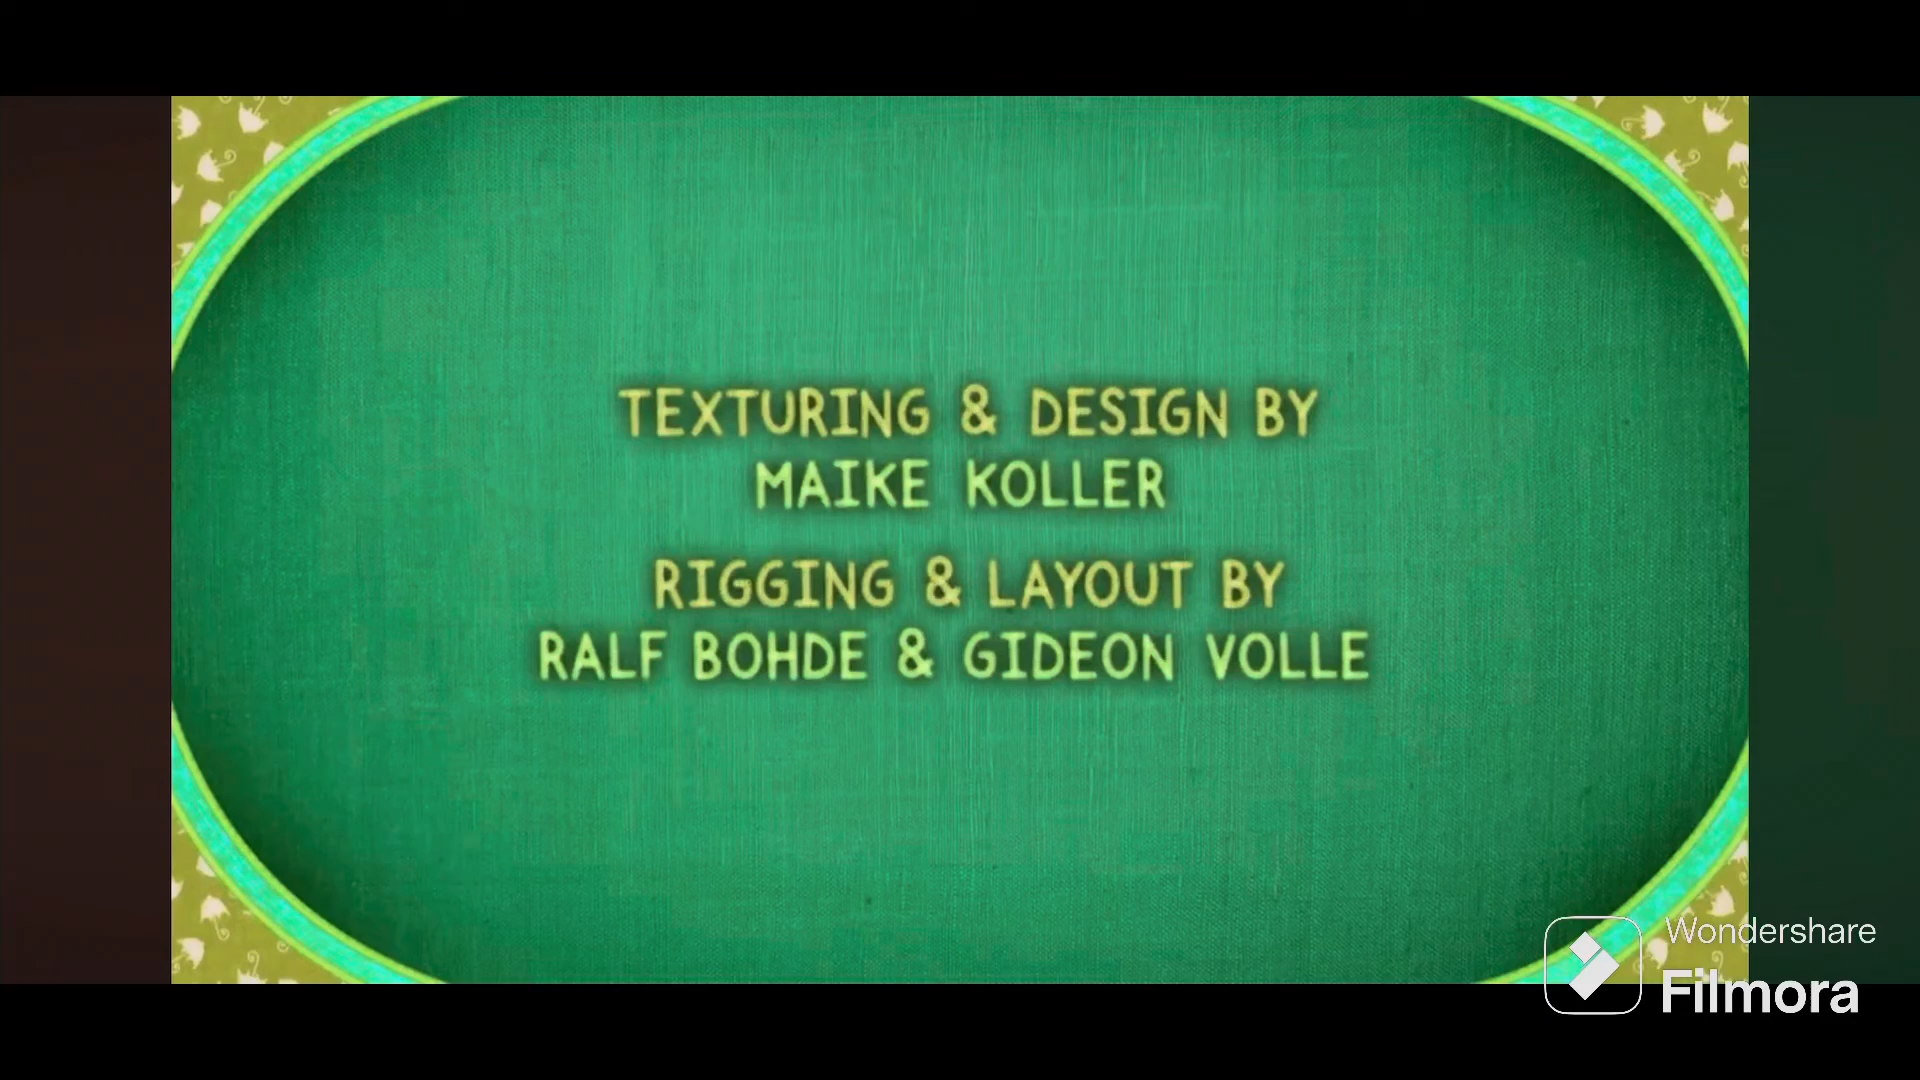 TEXTURING & DESIGN BY
MAIKE KOLLER
RIGGING & LAYOUT BY
RALF BOHDE & GIDEON VOLLE
Wondershare
Filmora